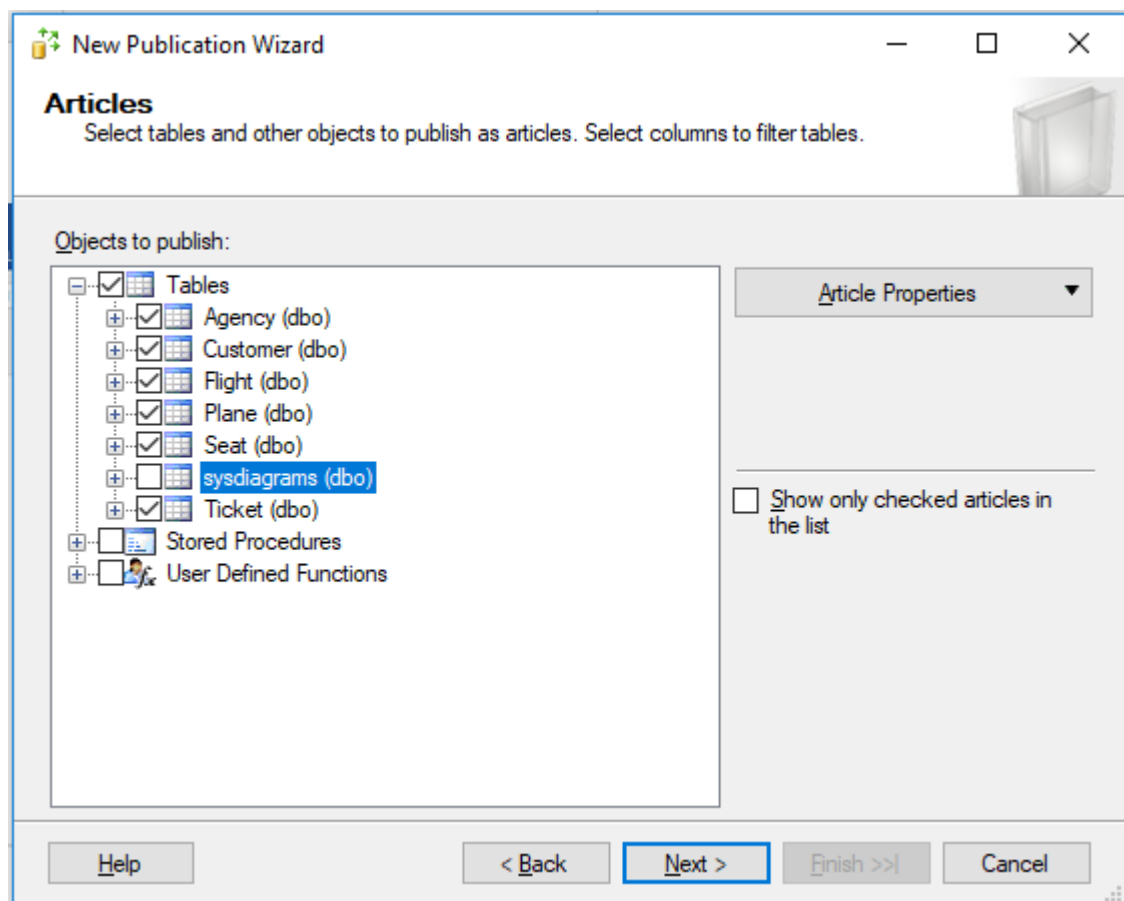 New Publication Wizard
Articles
Select tables and other objects to publish as articles. Select columns to filter tables.
Objects to publish:
Tables
Agency (dbo)
Customer (dbo)
Flight (dbo)
Plane (dbo)
Seat (dbo)
sysdiagrams (dbo)
Ticket (dbo)
Stored Procedures
User Defined Functions
Article Properties
Show only checked articles in
the list
Help
< Back
Next >
Finish >>|
Cancel